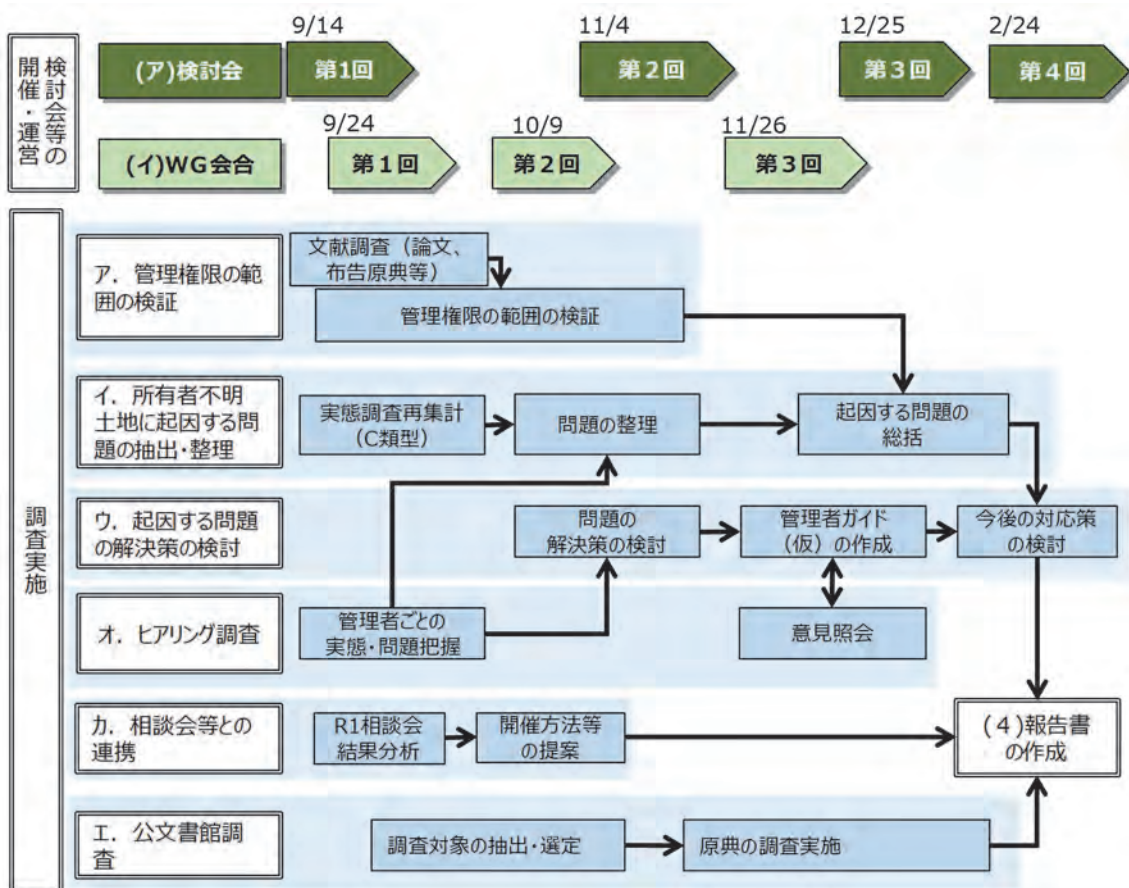 検討会等の
開催・運営
9/14
11/4
12/25
2/24
(ア)検討会
第1回
第２回
第３回
第４回
9/24
10/9
11/26
(イ)WG会合
第１回
第２回
第３回
調査実施
ア．管理権限の範
囲の検証
文献調査（論文、
布告原典等）
管理権限の範囲の検証
イ．所有者不明
土地に起因する問
題の抽出･整理
実態調査再集計
（C類型）
問題の整理
起因する問題の
総括
ウ．起因する問題
の解決策の検討
問題の
解決策の検討
管理者ガイド
（仮）の作成
今後の対応策
の検討
オ．ヒアリング調査
管理者ごとの
実態･問題把握
意見照会
カ．相談会等との
連携
R1相談会
結果分析
開催方法等
の提案
(４)報告書
の作成
エ．公文書館調
査
調査対象の抽出･選定
原典の調査実施